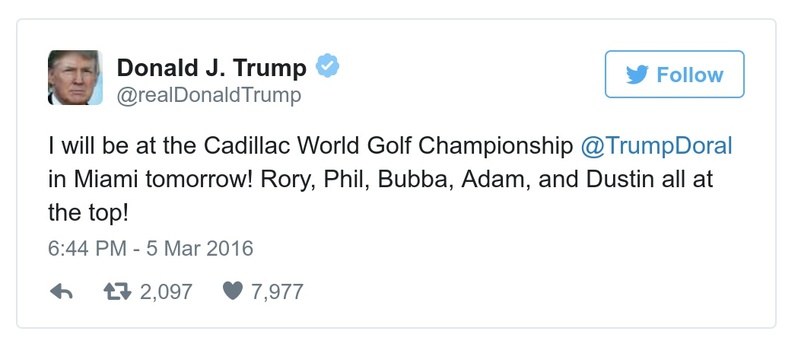 Donald J. Trump
@realDonaldTrump
Follow
I will be at the Cadillac World Golf Championship @TrumpDoral
in Miami tomorrow! Rory, Phil, Bubba, Adam, and Dustin all at
the top!
6:44 PM - 5 Mar 2016
2,097 7,977